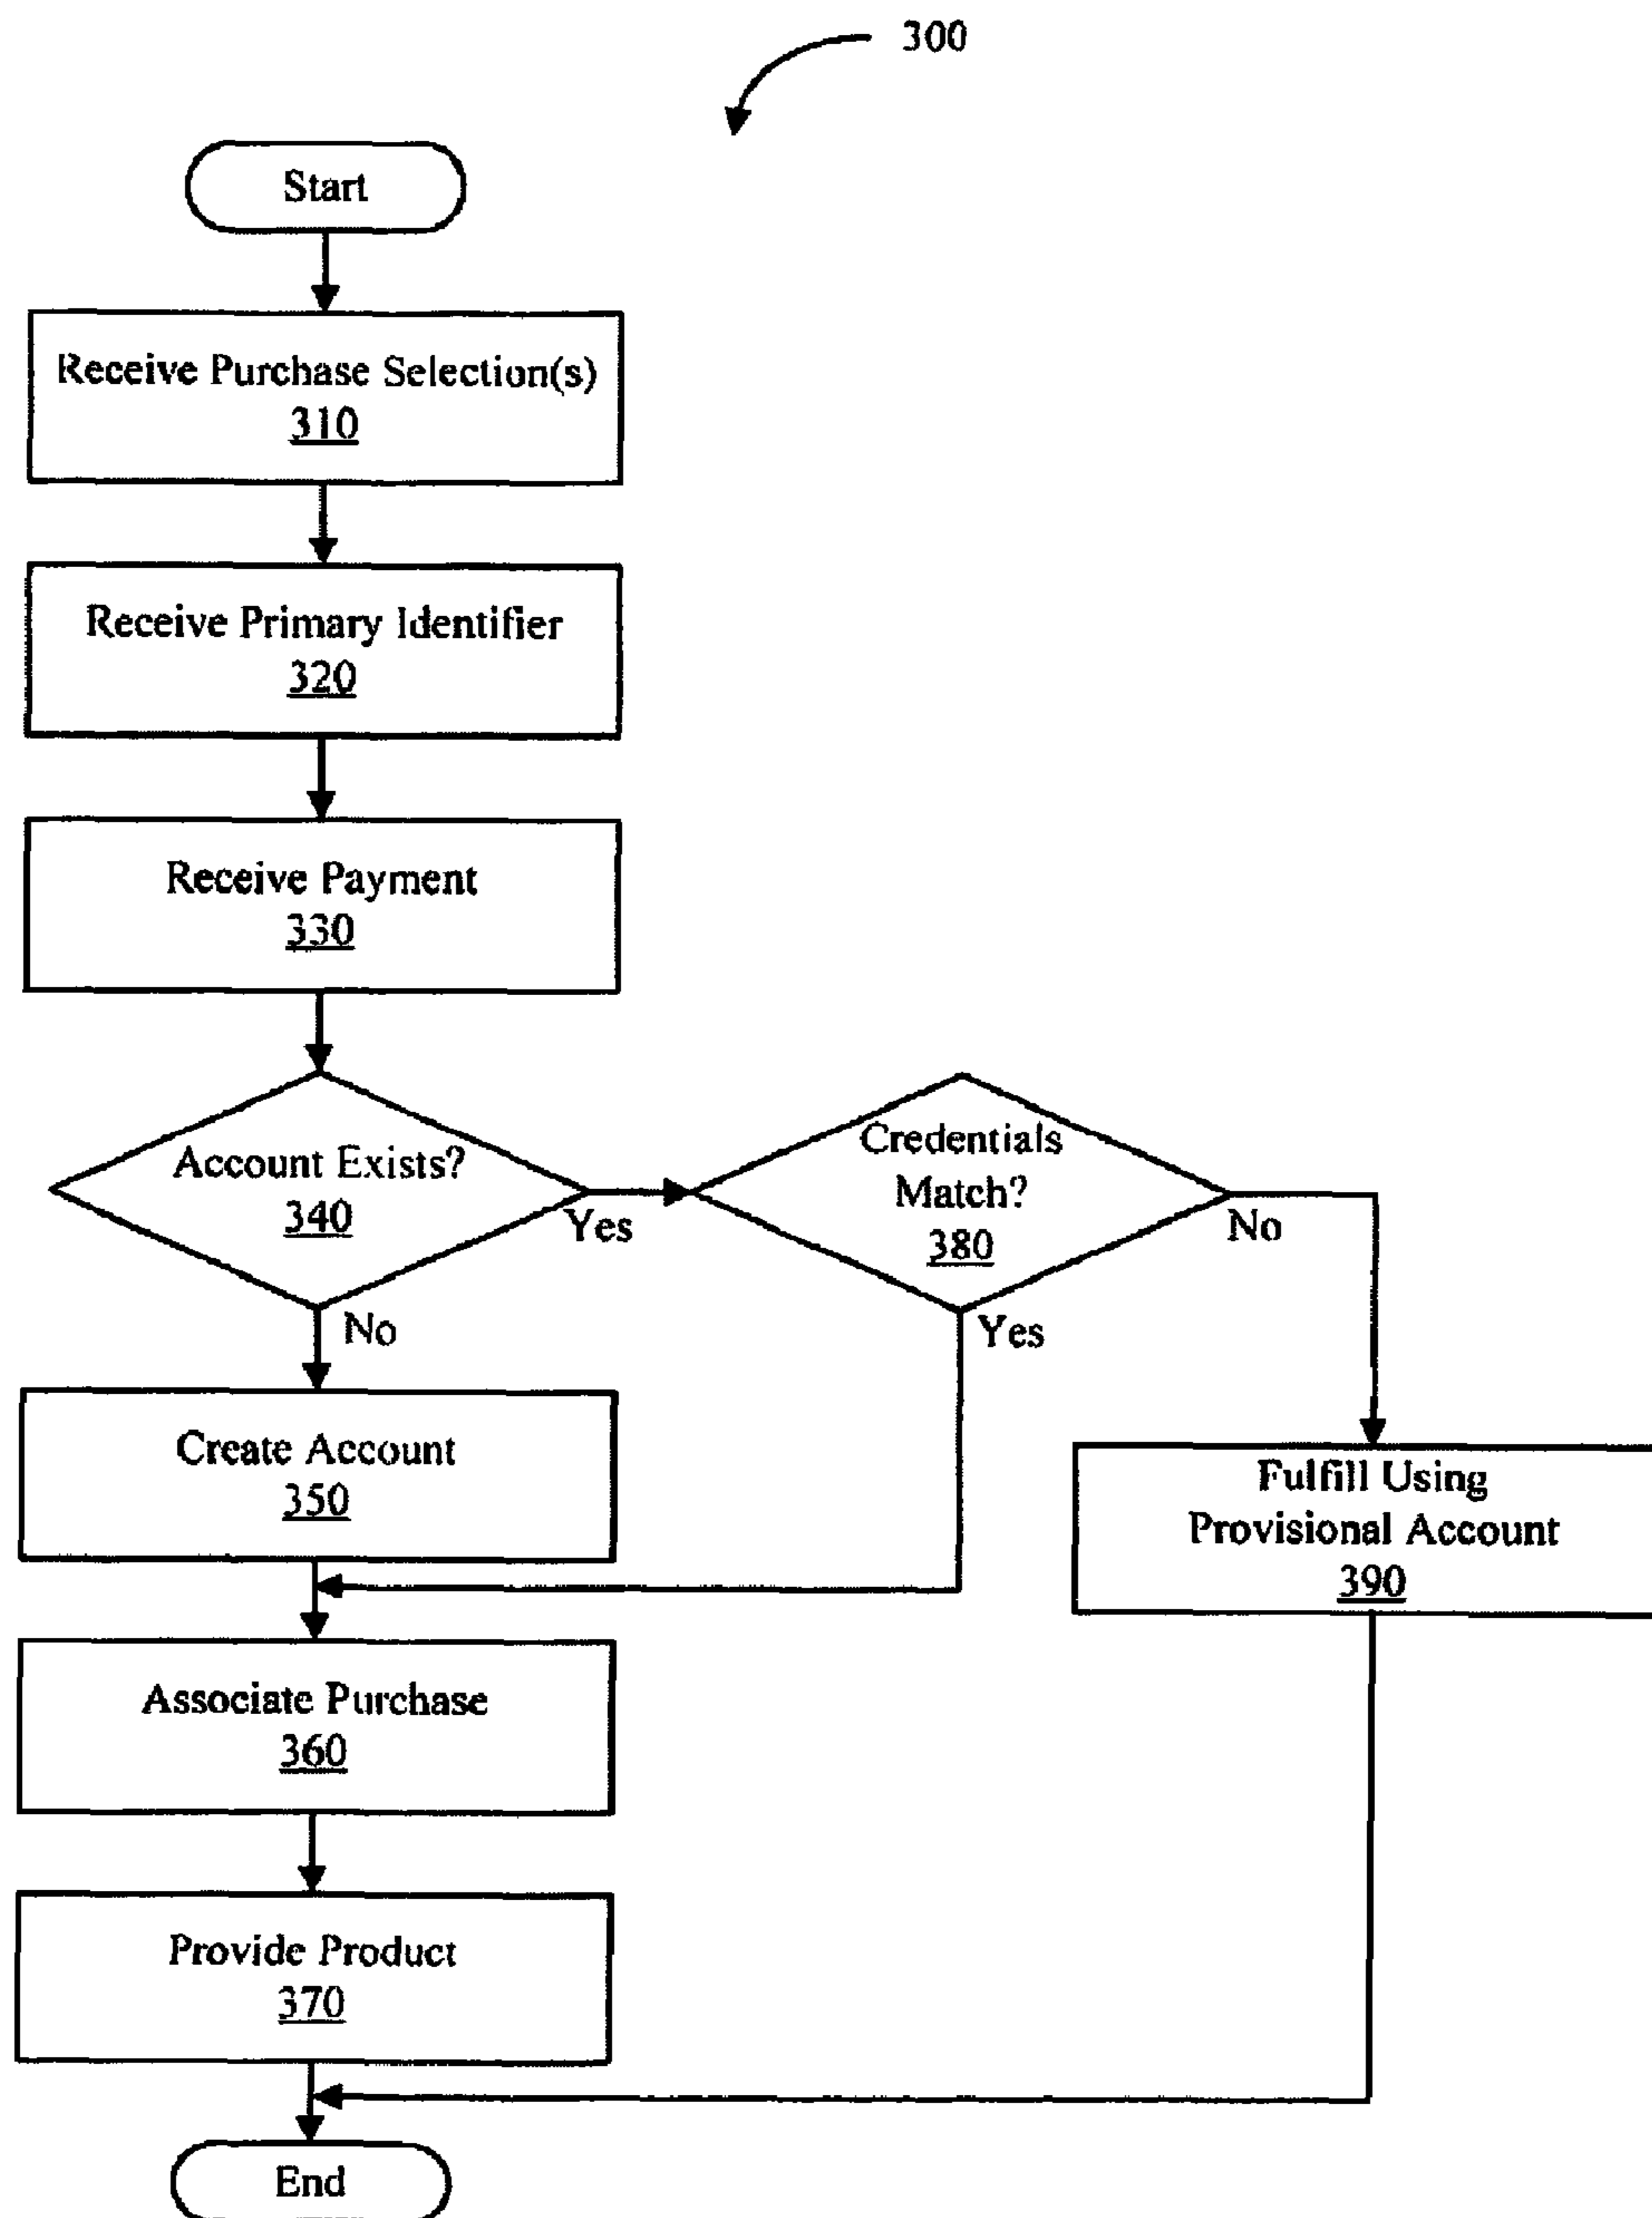 300
Start
Receive Purchase Selection(s)
310
Receive Primary Identifier
320
Receive Payment
330
Account Exists?
340
Yes
No
Credentials
Match?
380
No
Yes
Create Account
350
Fulfill Using
Provisional Account
390
Associate Purchase
360
Provide Product
370
End